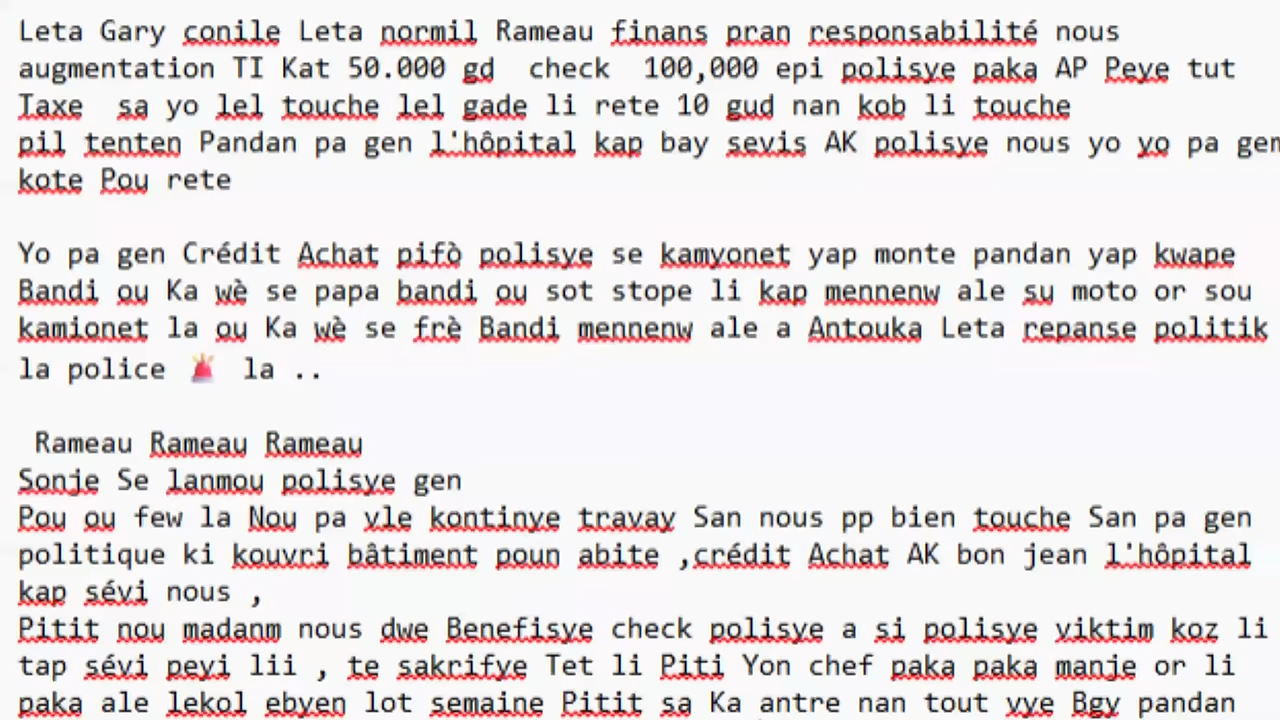 Leta Gary conile Leta normil Rameau finans pran responsabilité nous
augmentation TI Kat 50.000 gd check 100,000 epi polisye paka AP Peye tut
Taxe sa yo lel touche lel gade li rete 10 gud nan kob li touche
pil tenten Pandan pa gen l'hôpital kap bay sevis AK polisye nous yo yo pa gen
kote Pou rete
Yo pa gen Crédit Achat pifò polisye se kamyonet yap monte pandan yap kwape
Bandi ou Ka wè se papa bandi ou sot stope li kap mennenw ale su moto or sou
kamionet la ou Ka wè se frè Bandi mennenw ale a Antouka Leta repanse politik
la police 🚨 la ..
Rameau Rameau Rameau
Sonje Se lanmou polisye gen
Pou ou few la Nou pa vle kontinye travay San nous pp bien touche San pa gen
politique ki kouvri bâtiment poun abite ,crédit Achat AK bon jean l'hôpital
kap sévi nous ,
Pitit nou madanm nous dwe Benefisye check polisye a si polisye viktim koz li
tap sévi peyi lii , te sakrifye Tet li Piti Yon chef paka paka manje or li
paka ale lekol ebyen lot semaine Pitit sa Ka antre nan tout vye Bgy pandan